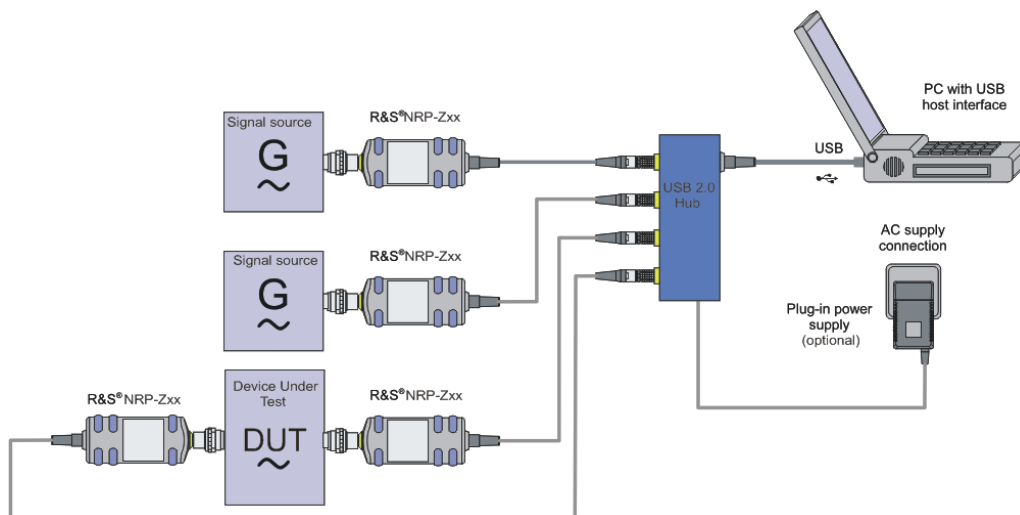 Signal source
G
R&S®NRP-Zxx
USB 2.0
Hub
USB
PC with USB
host interface
Signal source
G
R&S®NRP-Zxx
AC supply
connection
Plug-in power
supply
(optional)
R&S®NRP-Zxx
Device Under
Test
DUT
R&S®NRP-Zxx